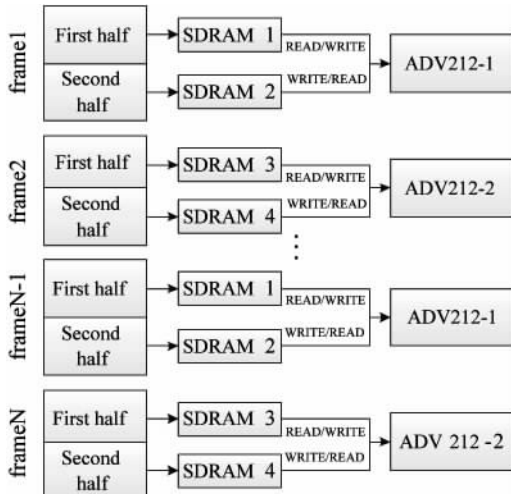 frame1
First half
SDRAM 1
READ/WRITE
ADV212-1
Second
half
SDRAM 2
WRITE/READ
frame2
First half
SDRAM 3
READ/WRITE
ADV212-2
Second
half
SDRAM 4
WRITE/READ
frameN-1
First half
SDRAM 1
READ/WRITE
ADV212-1
Second
half
SDRAM 2
WRITE/READ
frameN
First half
SDRAM 3
READ/WRITE
ADV 212 -2
Second
half
SDRAM 4
WRITE/READ